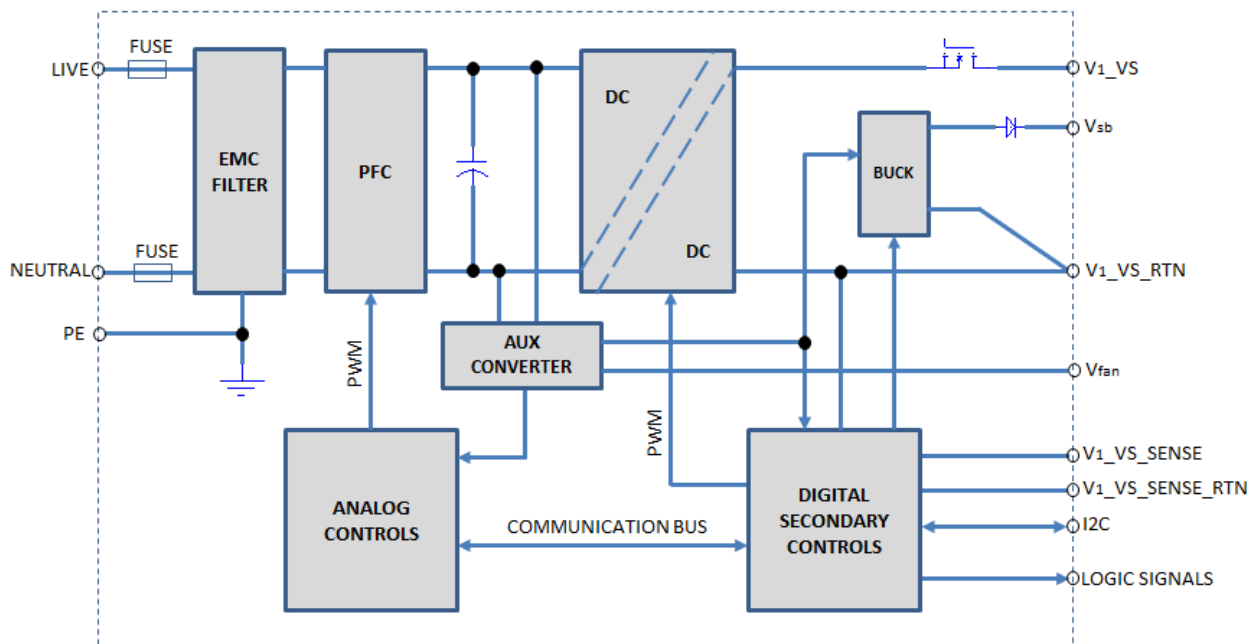 FUSE
LIVE
V1_VS
DC
Vsb
EMC
FILTER
PFC
BUCK
FUSE
DC
NEUTRAL
V1_VS_RTN
PE
AUX
CONVERTER
PWM
Vfan
PWM
V1_VS_SENSE
V1_VS_SENSE_RTN
ANALOG
CONTROLS
COMMUNICATION BUS
DIGITAL
SECONDARY
CONTROLS
I2C
LOGIC SIGNALS